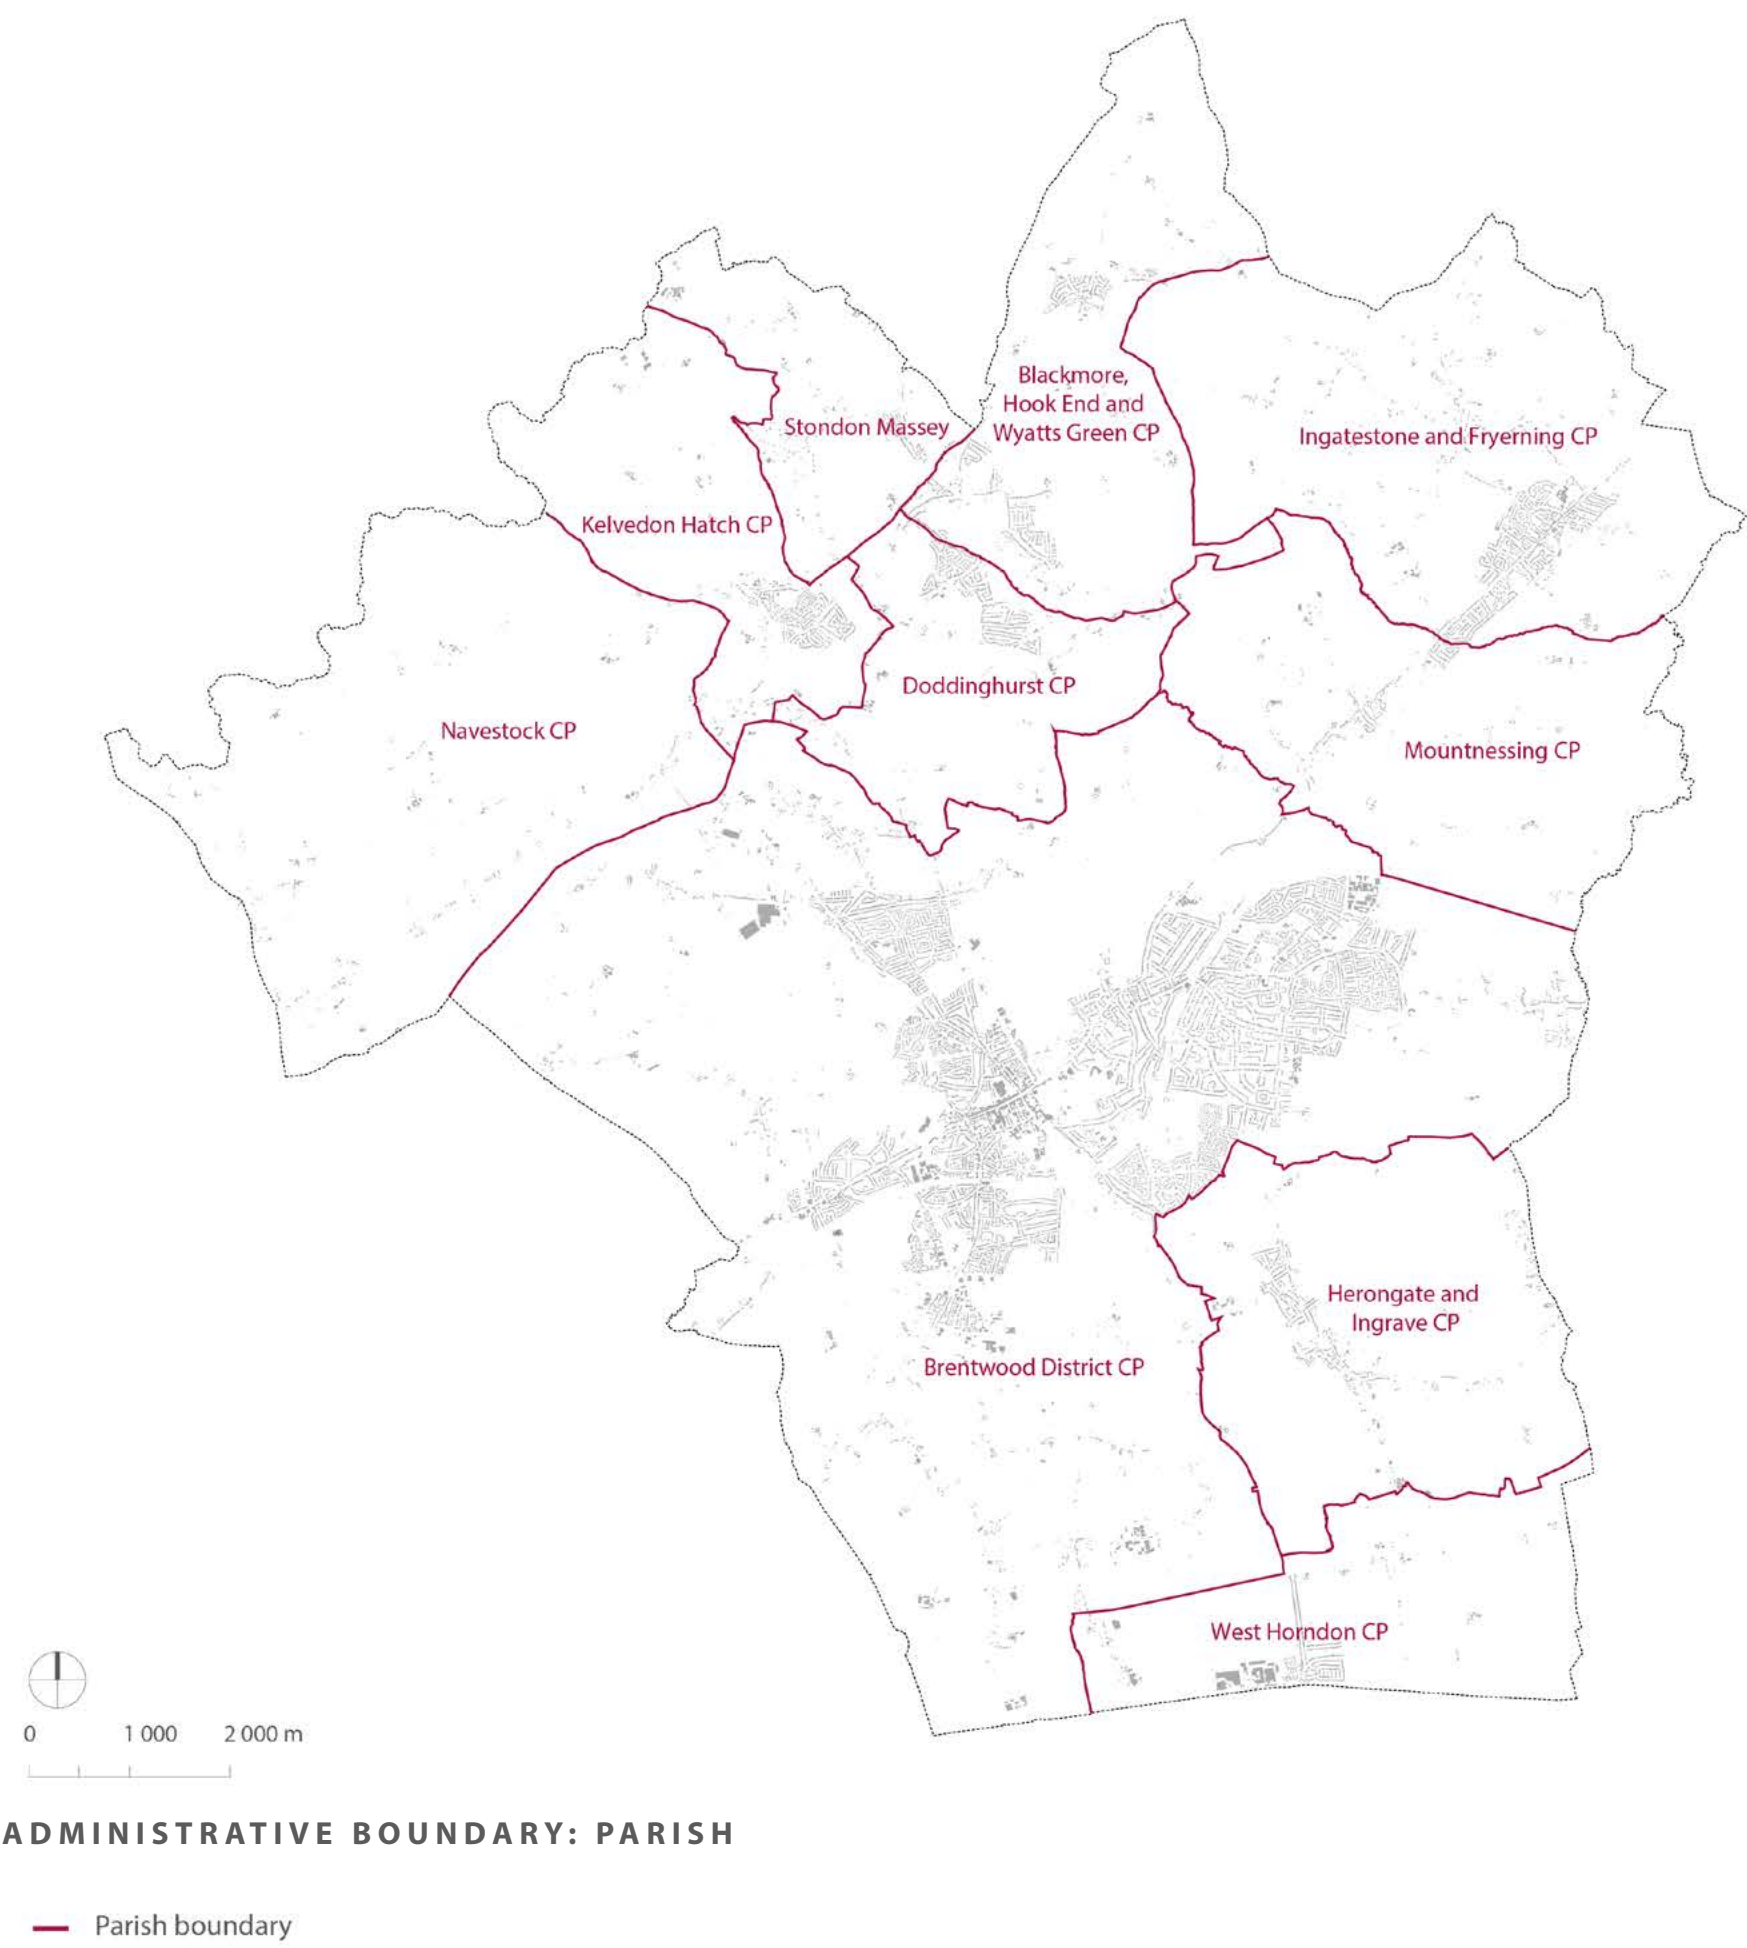 Blackmore,
Hook End and
Wyatts Green CP
Stondon Massey
Ingatestone and Fryerning CP
Kelvedon Hatch CP
Doddinghurst CP
Navestock CP
Mountnessing CP
Herongate and
Ingrave CP
Brentwood District CP
West Horndon CP
0 1 000 2 000 m
ADMINISTRATIVE BOUNDARY: PARISH
Parish boundary